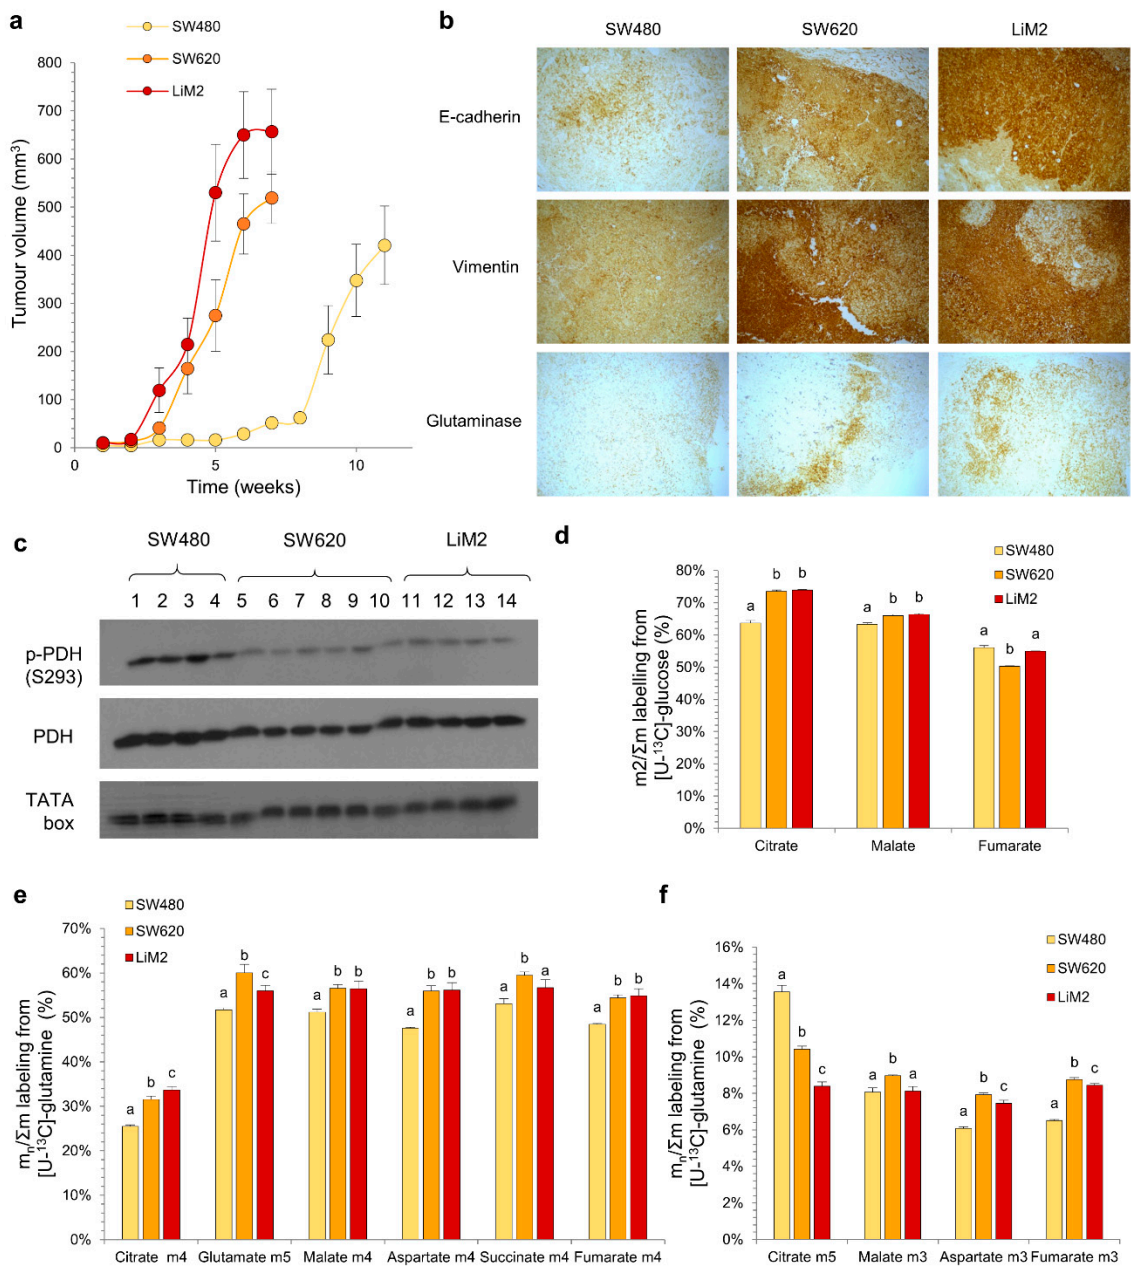 a
SW480
SW620
LiM2
Tumour volume (mm³)
800
700
600
500
400
300
200
100
0
0
5
10
Time (weeks)
b
SW480
SW620
LiM2
E-cadherin
Vimentin
Glutaminase
c
SW480
SW620
LiM2
1 2 3 4 5 6 7 8 9 10 11 12 13 14
p-PDH
(S293)
PDH
TATA
box
d
SW480
SW620
LiM2
m2/Σm labelling from
[U-¹³C]-glucose (%)
80%
70%
60%
50%
40%
30%
20%
10%
0%
a b b
a b b
a b a
Citrate Malate Fumarate
e
SW480
SW620
LiM2
mₙ/Σm labeling from
[U-¹³C]-glutamine (%)
70%
60%
50%
40%
30%
20%
10%
0%
a b c
a b c
a b b
a b b
a b a
a b b
Citrate m4 Glutamate m5 Malate m4 Aspartate m4 Succinate m4 Fumarate m4
f
SW480
SW620
LiM2
mₙ/Σm labeling from
[U-¹³C]-glutamine (%)
16%
14%
12%
10%
8%
6%
4%
2%
0%
a b c
a b a
a b c
a b c
Citrate m5 Malate m3 Aspartate m3 Fumarate m3